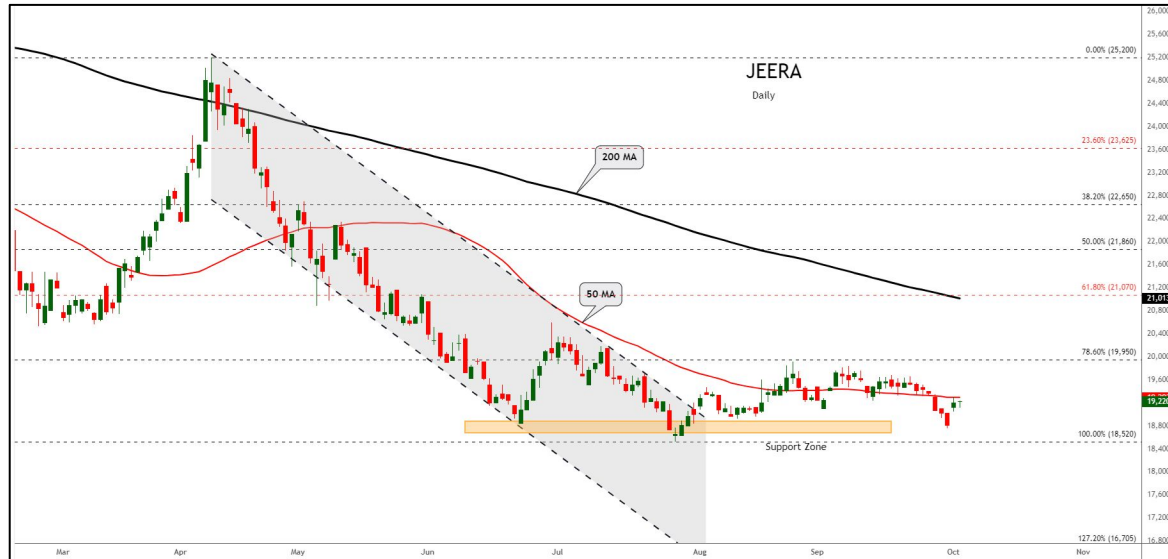 26,000
25,600
25,200
24,800
24,400
24,000
23,600
23,200
22,800
22,400
22,000
21,600
21,200
21,013
20,800
20,400
20,000
19,600
19,220
18,800
18,400
18,000
17,600
17,200
16,800
JEERA
Daily
0.00% (25,200)
23.60% (23,625)
38.20% (22,650)
50.00% (21,860)
61.80% (21,070)
78.60% (19,950)
100.00% (18,520)
127.20% (16,705)
200 MA
50 MA
Support Zone
Mar
Apr
May
Jun
Jul
Aug
Sep
Oct
Nov